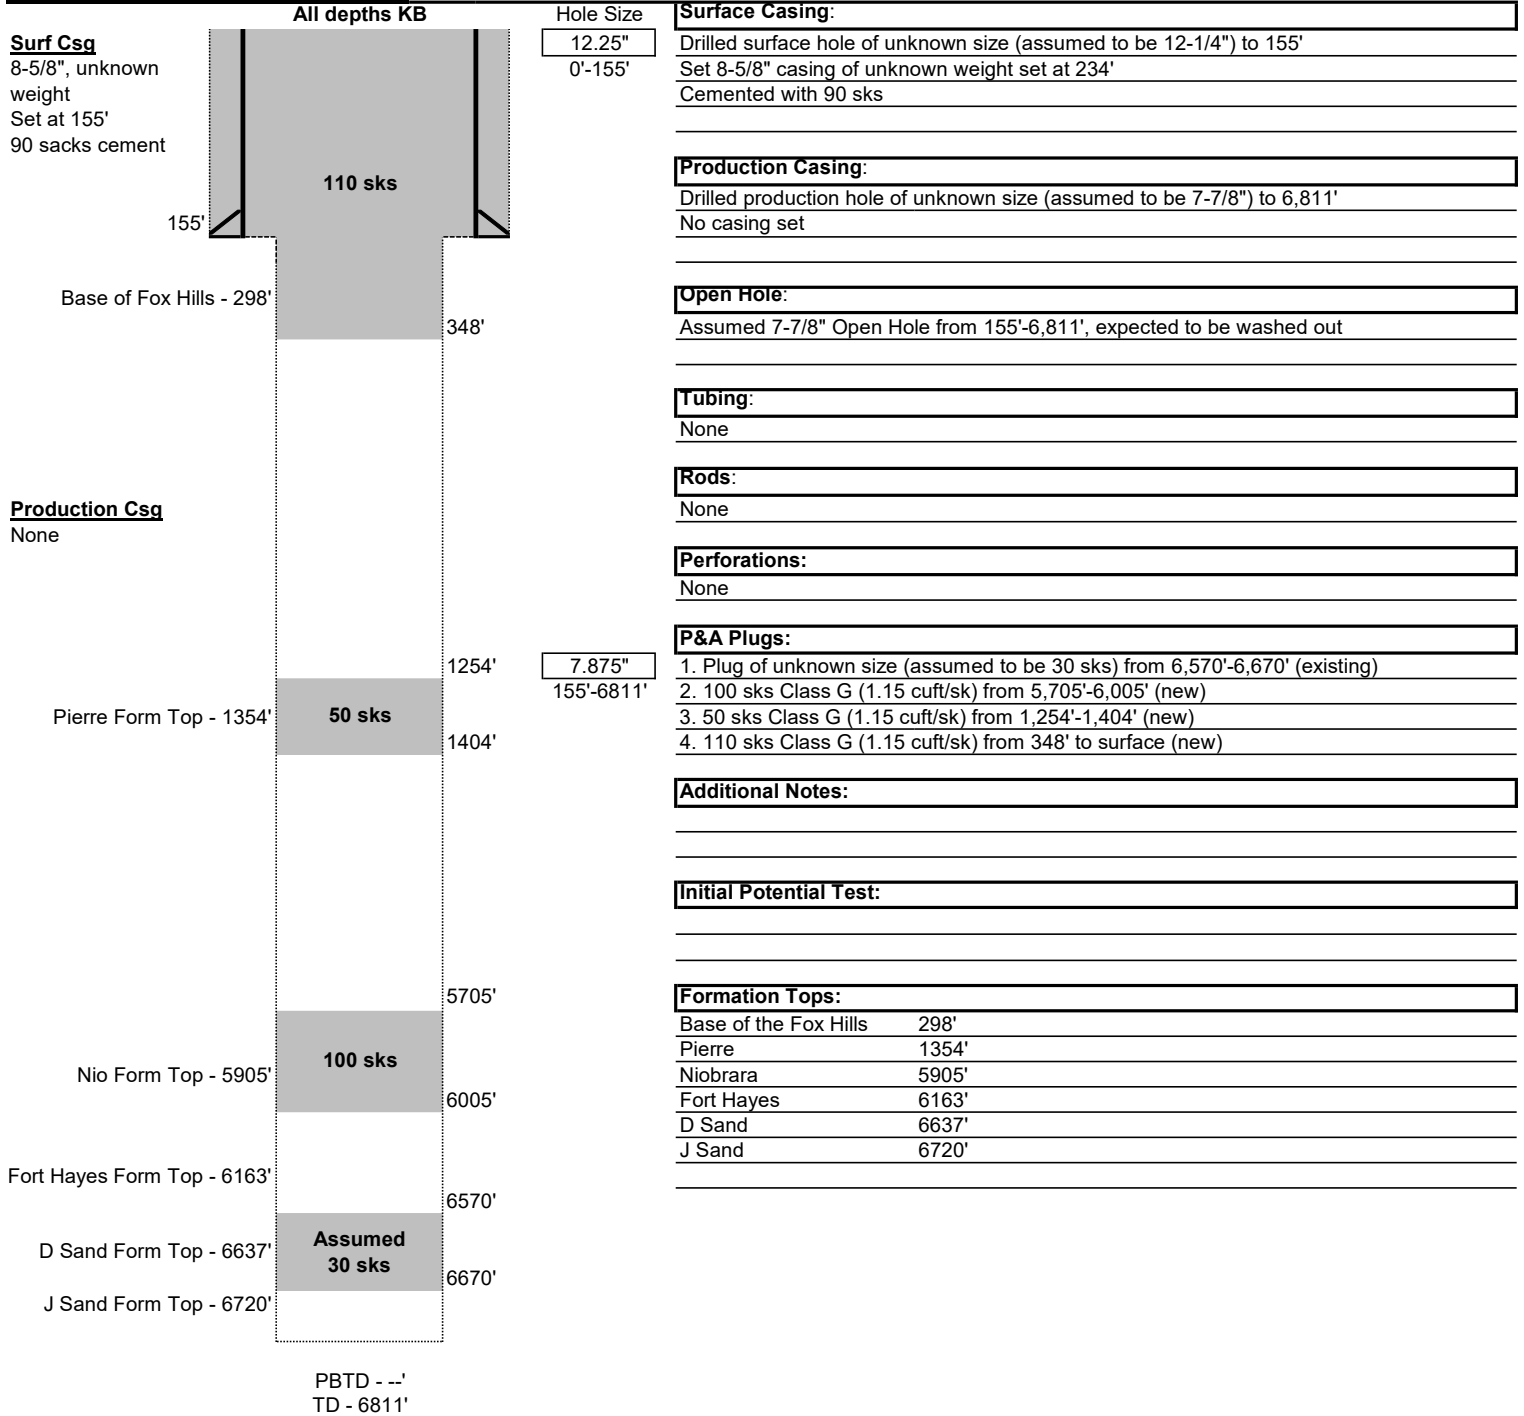 All depths KB
Hole Size
Surf Csg
8-5/8", unknown
weight
Set at 155'
90 sacks cement
12.25"
0'-155'
110 sks
155'
Base of Fox Hills - 298'
348'
Production Csg
None
1254'
7.875"
155'-6811'
Pierre Form Top - 1354'
50 sks
1404'
5705'
100 sks
Nio Form Top - 5905'
6005'
Fort Hayes Form Top - 6163'
6570'
Assumed
30 sks
D Sand Form Top - 6637'
6670'
J Sand Form Top - 6720'
PBTD - --'
TD - 6811'
Surface Casing:
Drilled surface hole of unknown size (assumed to be 12-1/4") to 155'
Set 8-5/8" casing of unknown weight set at 234'
Cemented with 90 sks
Production Casing:
Drilled production hole of unknown size (assumed to be 7-7/8") to 6,811'
No casing set
Open Hole:
Assumed 7-7/8" Open Hole from 155'-6,811', expected to be washed out
Tubing:
None
Rods:
None
Perforations:
None
P&A Plugs:
1. Plug of unknown size (assumed to be 30 sks) from 6,570'-6,670' (existing)
2. 100 sks Class G (1.15 cuft/sk) from 5,705'-6,005' (new)
3. 50 sks Class G (1.15 cuft/sk) from 1,254'-1,404' (new)
4. 110 sks Class G (1.15 cuft/sk) from 348' to surface (new)
Additional Notes:
Initial Potential Test:
Formation Tops:
Base of the Fox Hills 298'
Pierre 1354'
Niobrara 5905'
Fort Hayes 6163'
D Sand 6637'
J Sand 6720'